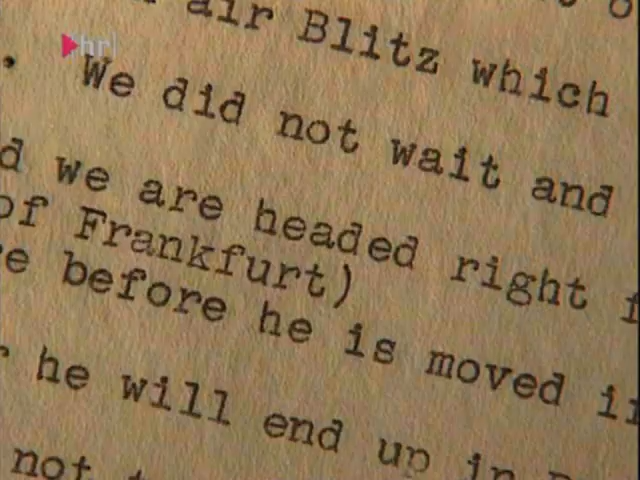 air Blitz which
hr
. We did not wait and
d we are headed right
of Frankfurt)
e before he is moved
he will end up in
not